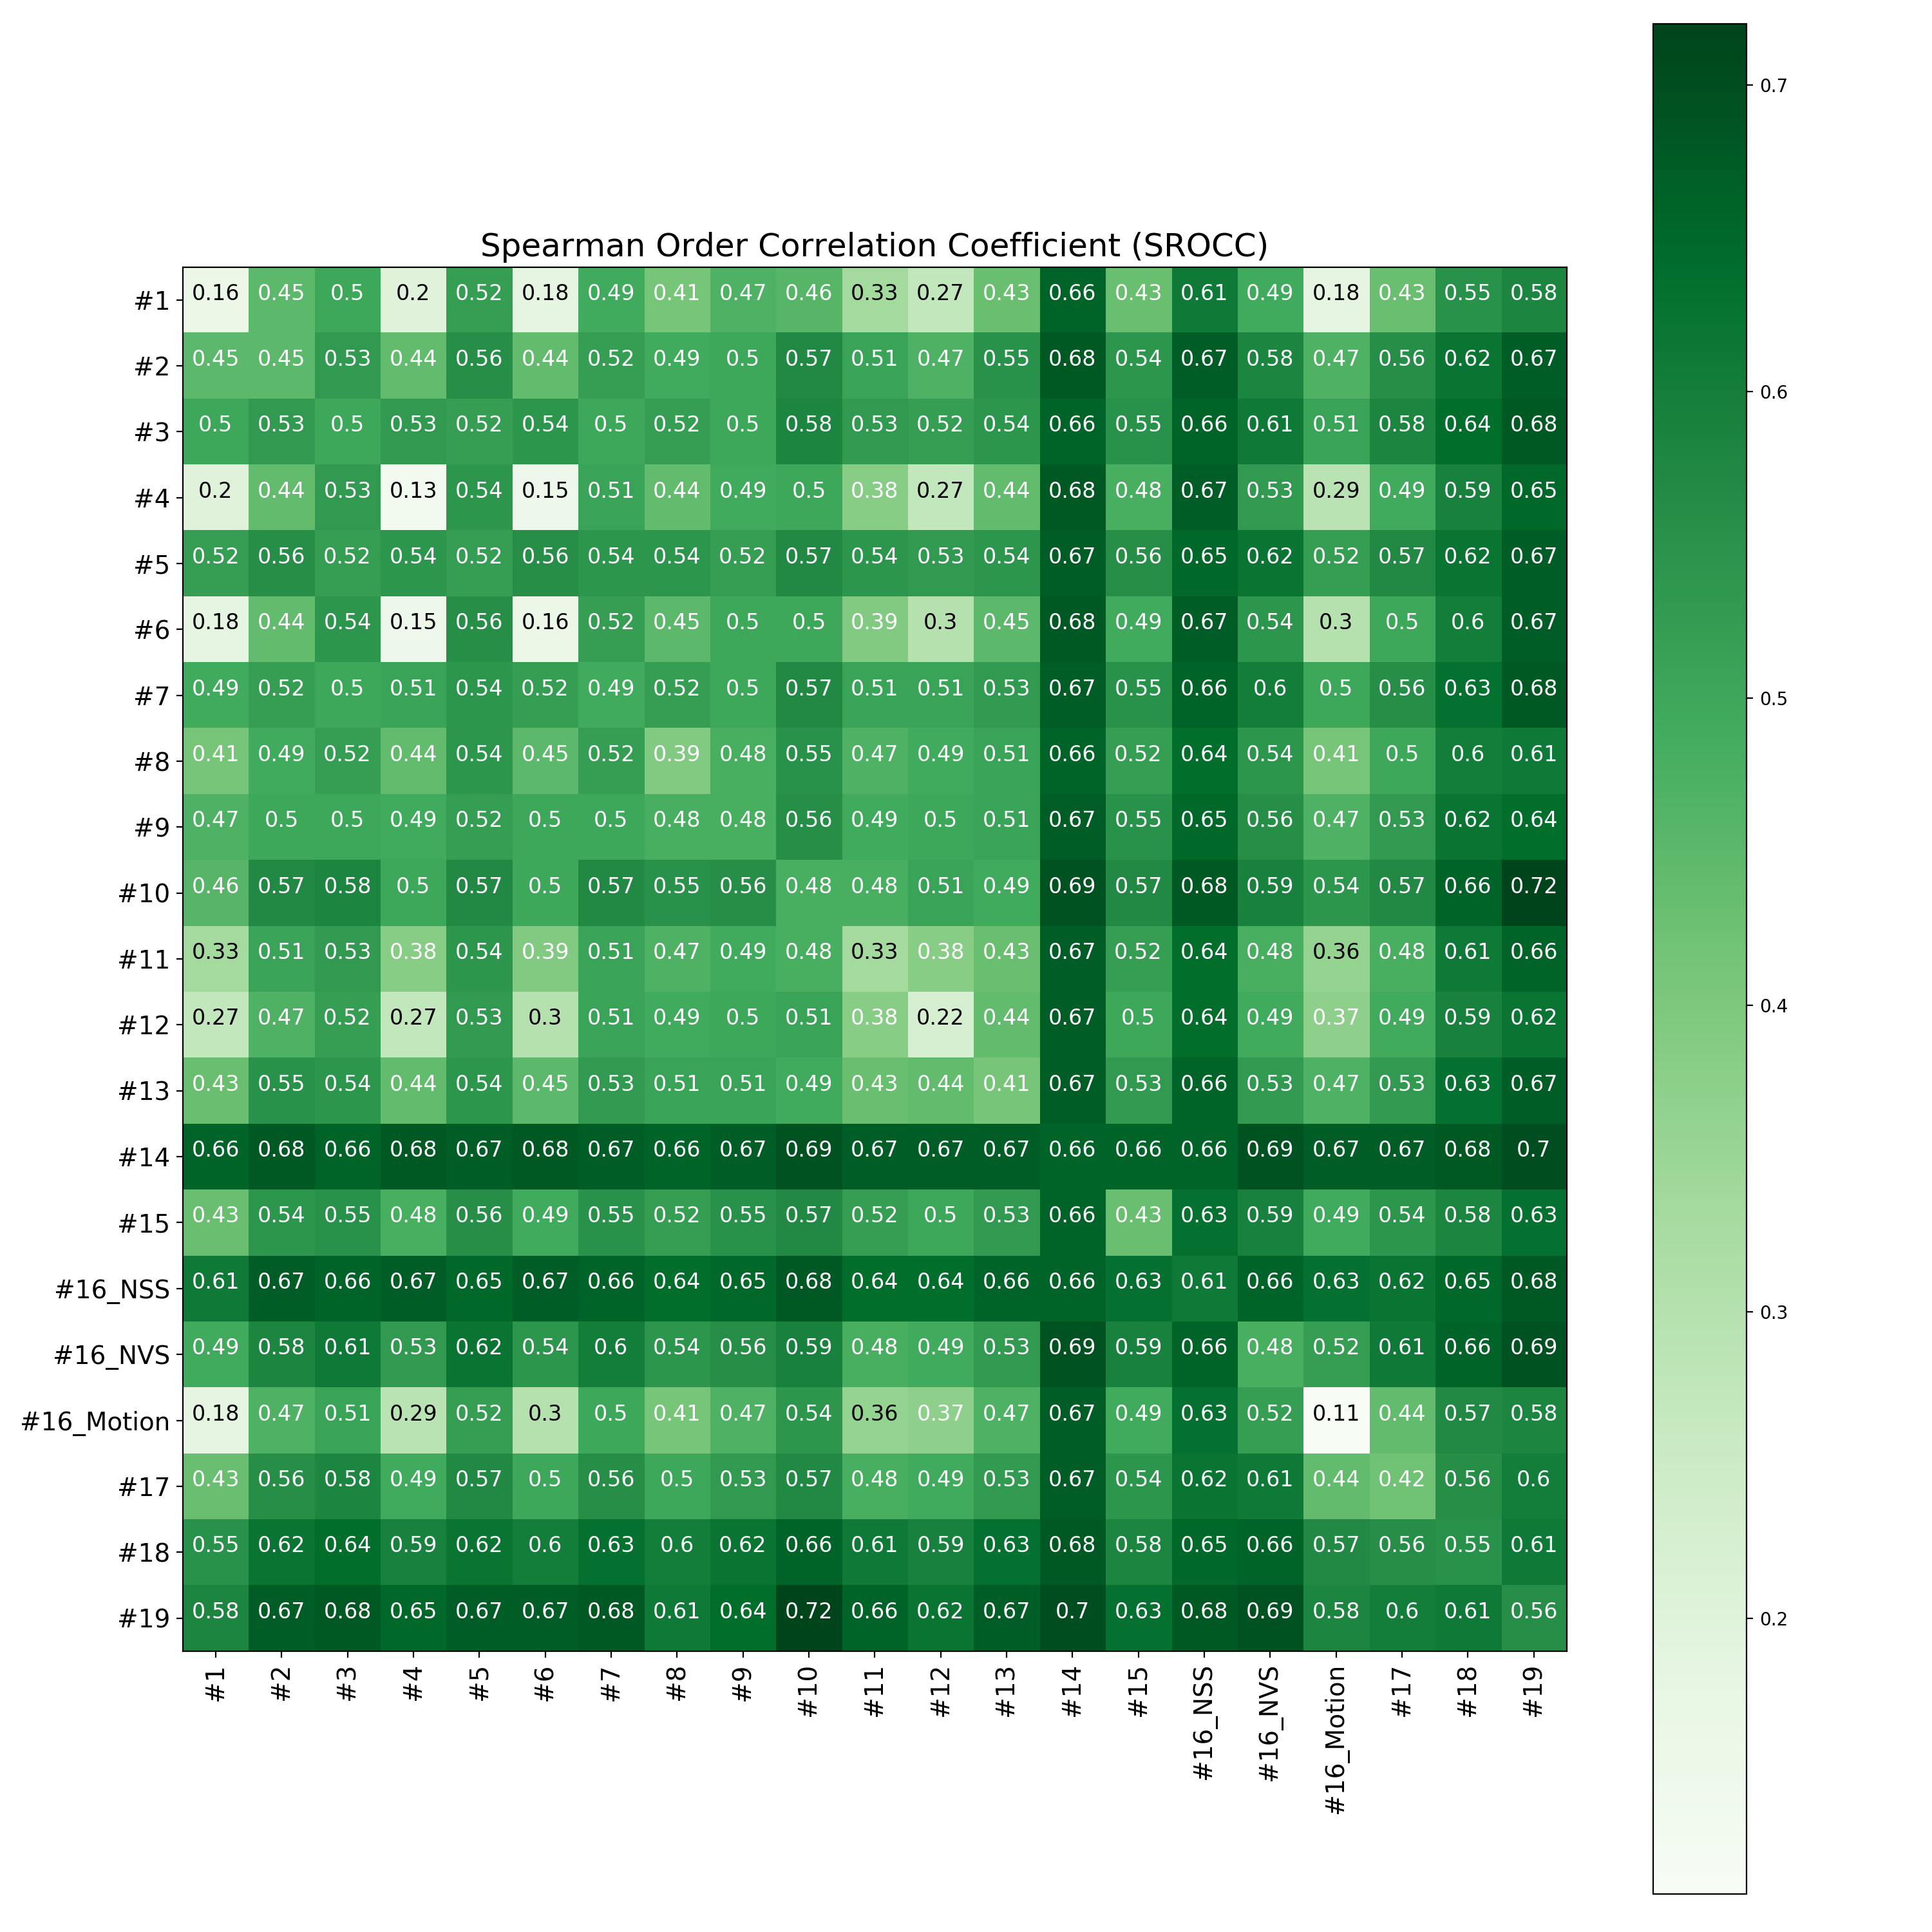 Spearman Order Correlation Coefficient (SROCC)
#1 0.16 0.45 0.5 0.2 0.52 0.18 0.49 0.41 0.47 0.46 0.33 0.27 0.43 0.66 0.43 0.61 0.49 0.18 0.43 0.55 0.58
#2 0.45 0.45 0.53 0.44 0.56 0.44 0.52 0.49 0.5 0.57 0.51 0.47 0.55 0.68 0.54 0.67 0.58 0.47 0.56 0.62 0.67
#3 0.5 0.53 0.5 0.53 0.52 0.54 0.5 0.52 0.5 0.58 0.53 0.52 0.54 0.66 0.55 0.66 0.61 0.51 0.58 0.64 0.68
#4 0.2 0.44 0.53 0.13 0.54 0.15 0.51 0.44 0.49 0.5 0.38 0.27 0.44 0.68 0.48 0.67 0.53 0.29 0.49 0.59 0.65
#5 0.52 0.56 0.52 0.54 0.52 0.56 0.54 0.54 0.52 0.57 0.54 0.53 0.54 0.67 0.56 0.65 0.62 0.52 0.57 0.62 0.67
#6 0.18 0.44 0.54 0.15 0.56 0.16 0.52 0.45 0.5 0.5 0.39 0.3 0.45 0.68 0.49 0.67 0.54 0.3 0.5 0.6 0.67
#7 0.49 0.52 0.5 0.51 0.54 0.52 0.49 0.52 0.5 0.57 0.51 0.51 0.53 0.67 0.55 0.66 0.6 0.5 0.56 0.63 0.68
#8 0.41 0.49 0.52 0.44 0.54 0.45 0.52 0.39 0.48 0.55 0.47 0.49 0.51 0.66 0.52 0.64 0.54 0.41 0.5 0.6 0.61
#9 0.47 0.5 0.5 0.49 0.52 0.5 0.5 0.48 0.48 0.56 0.49 0.5 0.51 0.67 0.55 0.65 0.56 0.47 0.53 0.62 0.64
#10 0.46 0.57 0.58 0.5 0.57 0.5 0.57 0.55 0.56 0.48 0.48 0.51 0.49 0.69 0.57 0.68 0.59 0.54 0.57 0.66 0.72
#11 0.33 0.51 0.53 0.38 0.54 0.39 0.51 0.47 0.49 0.48 0.33 0.38 0.43 0.67 0.52 0.64 0.48 0.36 0.48 0.61 0.66
#12 0.27 0.47 0.52 0.27 0.53 0.3 0.51 0.49 0.5 0.51 0.38 0.22 0.44 0.67 0.5 0.64 0.49 0.37 0.49 0.59 0.62
#13 0.43 0.55 0.54 0.44 0.54 0.45 0.53 0.51 0.51 0.49 0.43 0.44 0.41 0.67 0.53 0.66 0.53 0.47 0.53 0.63 0.67
#14 0.66 0.68 0.66 0.68 0.67 0.68 0.67 0.66 0.67 0.69 0.67 0.67 0.67 0.66 0.66 0.66 0.69 0.67 0.67 0.68 0.7
#15 0.43 0.54 0.55 0.48 0.56 0.49 0.55 0.52 0.55 0.57 0.52 0.5 0.53 0.66 0.43 0.63 0.59 0.49 0.54 0.58 0.63
#16_NSS 0.61 0.67 0.66 0.67 0.65 0.67 0.66 0.64 0.65 0.68 0.64 0.64 0.66 0.66 0.63 0.61 0.66 0.63 0.62 0.65 0.68
#16_NVS 0.49 0.58 0.61 0.53 0.62 0.54 0.6 0.54 0.56 0.59 0.48 0.49 0.53 0.69 0.59 0.66 0.48 0.52 0.61 0.66 0.69
#16_Motion 0.18 0.47 0.51 0.29 0.52 0.3 0.5 0.41 0.47 0.54 0.36 0.37 0.47 0.67 0.49 0.63 0.52 0.11 0.44 0.57 0.58
#17 0.43 0.56 0.58 0.49 0.57 0.5 0.56 0.5 0.53 0.57 0.48 0.49 0.53 0.67 0.54 0.62 0.61 0.44 0.42 0.56 0.6
#18 0.55 0.62 0.64 0.59 0.62 0.6 0.63 0.6 0.62 0.66 0.61 0.59 0.63 0.68 0.58 0.65 0.66 0.57 0.56 0.55 0.61
#19 0.58 0.67 0.68 0.65 0.67 0.67 0.68 0.61 0.64 0.72 0.66 0.62 0.67 0.7 0.63 0.68 0.69 0.58 0.6 0.61 0.56
#1 #2 #3 #4 #5 #6 #7 #8 #9 #10 #11 #12 #13 #14 #15 #16_NSS #16_NVS #16_Motion #17 #18 #19
0.7
0.6
0.5
0.4
0.3
0.2